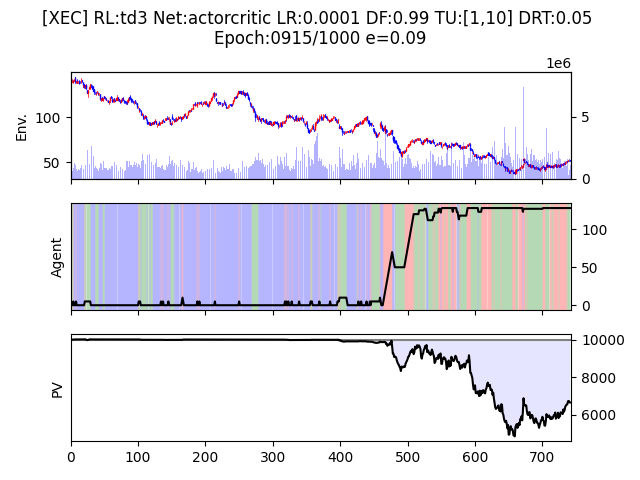 [XEC] RL:td3 Net:actorcritic LR:0.0001 DF:0.99 TU:[1,10] DRT:0.05
Epoch:0915/1000 e=0.09
1e6
Env.
100
50
5
0
Agent
100
50
0
PV
10000
8000
6000
0 100 200 300 400 500 600 700